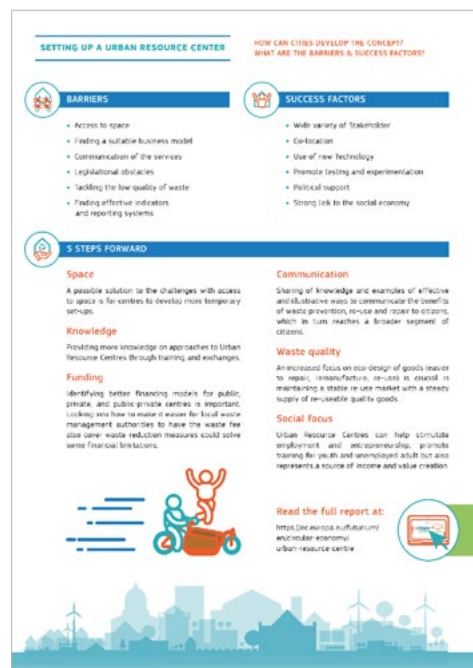 SETTING UP A URBAN RESOURCE CENTER
HOW CAN CITIES DEVELOP THE CONCEPT?
WHAT ARE THE BARRIERS & SUCCESS FACTORS?
BARRIERS
• Access to space
• Finding a suitable business model
• Communication of the services
• Legislational obstacles
• Tackling the low quality of waste
• Finding effective indicators
and reporting systems
SUCCESS FACTORS
• Wide variety of Stakeholder
• Co-location
• Use of new Technology
• Promote testing and experimentation
• Political support
• Strong link to the social economy
5 STEPS FORWARD
Space
A possible solution to the challenges with access
to space is for centres to develop more temporary
set-ups.
Knowledge
Providing more knowledge on approaches to Urban
Resource Centres through training and exchanges.
Funding
Identifying better financing models for public,
private, and public-private centres is important.
Looking into how to make it easier for local waste
management authorities to have the waste fee
also cover waste reduction measures could solve
some financial limitations.
Communication
Sharing of knowledge and examples of effective
and illustrative ways to communicate the benefits
of waste prevention, re-use and repair to citizens,
which in turn reaches a broader segment of
citizens.
Waste quality
An increased focus on eco-design of goods (easier
to repair, remanufacture, re-use) is crucial in
maintaining a stable re-use market with a steady
supply of re-useable quality goods.
Social focus
Urban Resource Centres can help stimulate
employment and entrepreneurship, promote
training for youth and unemployed adult but also
represents a source of income and value creation.
Read the full report at:
https://ec.europa.eu/futurium/
en/circular-economy/
urban-resource-centre